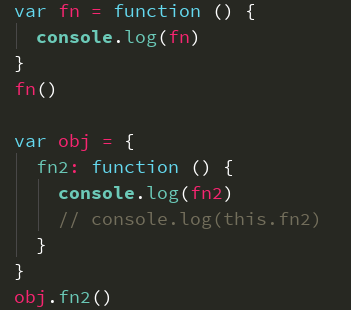 var fn = function () {
  console.log(fn)
}
fn()

var obj = {
  fn2: function () {
    console.log(fn2)
    // console.log(this.fn2)
  }
}
obj.fn2()